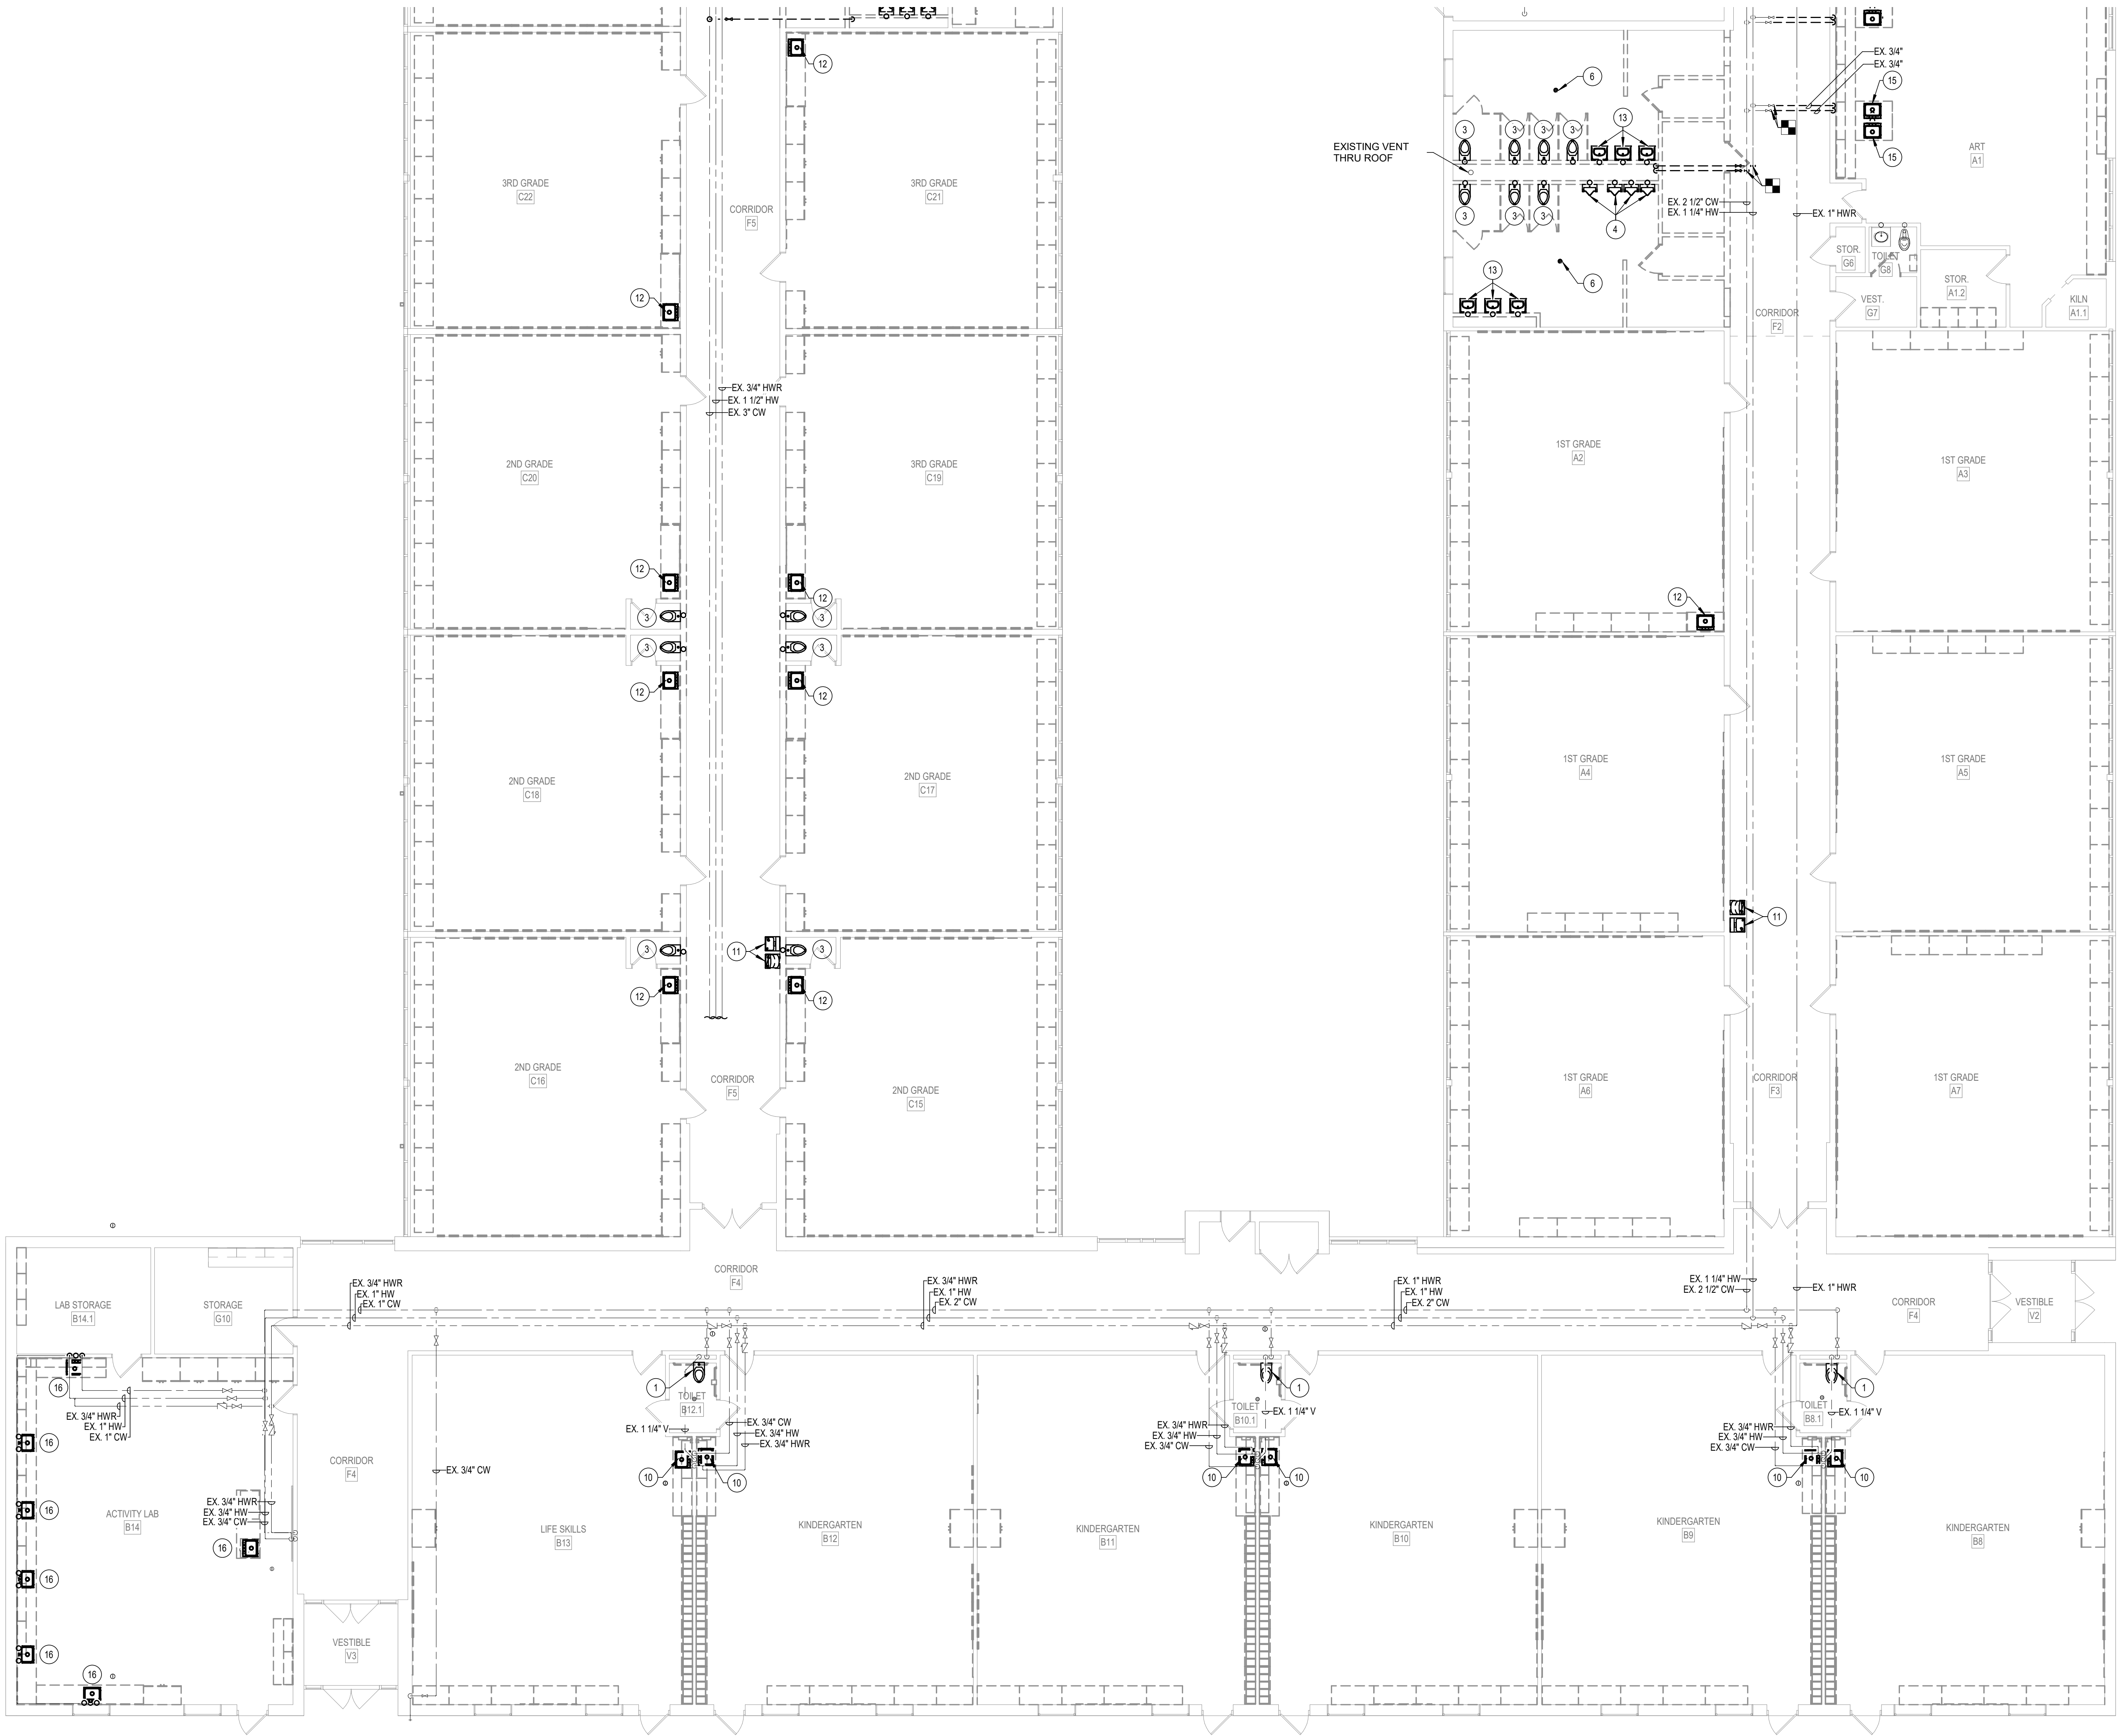 12
12
3RD GRADE
C22
CORRIDOR
F5
3RD GRADE
C21
12
EX. 3/4" HWR
EX. 1 1/2" HW
EX. 3" CW
2ND GRADE
C20
3RD GRADE
C19
12
12
3
3
3
3
12
12
2ND GRADE
C18
2ND GRADE
C17
3
11
3
12
12
2ND GRADE
C16
CORRIDOR
F5
2ND GRADE
C15
6
EX. 3/4"
EX. 3/4"
15
13
3
3
3
3
EXISTING VENT
THRU ROOF
ART
A1
15
3
3
3
4
EX. 2 1/2" CW
EX. 1 1/4" HW
EX. 1" HWR
STOR.
G6
TOILET
G8
13
6
STOR.
A1.2
VEST.
G7
KILN
A1.1
CORRIDOR
F2
1ST GRADE
A2
1ST GRADE
A3
12
1ST GRADE
A4
1ST GRADE
A5
11
1ST GRADE
A6
CORRIDOR
F3
1ST GRADE
A7
CORRIDOR
F4
LAB STORAGE
B14.1
STORAGE
G10
EX. 3/4" HWR
EX. 1" HW
EX. 1" CW
EX. 3/4" HWR
EX. 1" HW
EX. 2" CW
EX. 1" HWR
EX. 1" HW
EX. 2" CW
EX. 1 1/4" HW
EX. 2 1/2" CW
EX. 1" HWR
CORRIDOR
F4
VESTIBLE
V2
16
EX. 3/4" HWR
EX. 1" HW
EX. 1" CW
16
1
TOILET
B12.1
1
TOILET
B10.1
1
TOILET
B8.1
EX. 1 1/4" V
EX. 3/4" CW
EX. 3/4" HW
EX. 3/4" HWR
EX. 1 1/4" V
EX. 3/4" HWR
EX. 3/4" HW
EX. 3/4" CW
EX. 1 1/4" V
EX. 3/4" HWR
EX. 3/4" HW
EX. 3/4" CW
CORRIDOR
F4
EX. 3/4" CW
10
10
10
10
10
10
EX. 3/4" HWR
EX. 3/4" HW
EX. 3/4" CW
16
ACTIVITY LAB
B14
16
LIFE SKILLS
B13
KINDERGARTEN
B12
KINDERGARTEN
B11
KINDERGARTEN
B10
KINDERGARTEN
B9
KINDERGARTEN
B8
16
16
VESTIBLE
V3
16